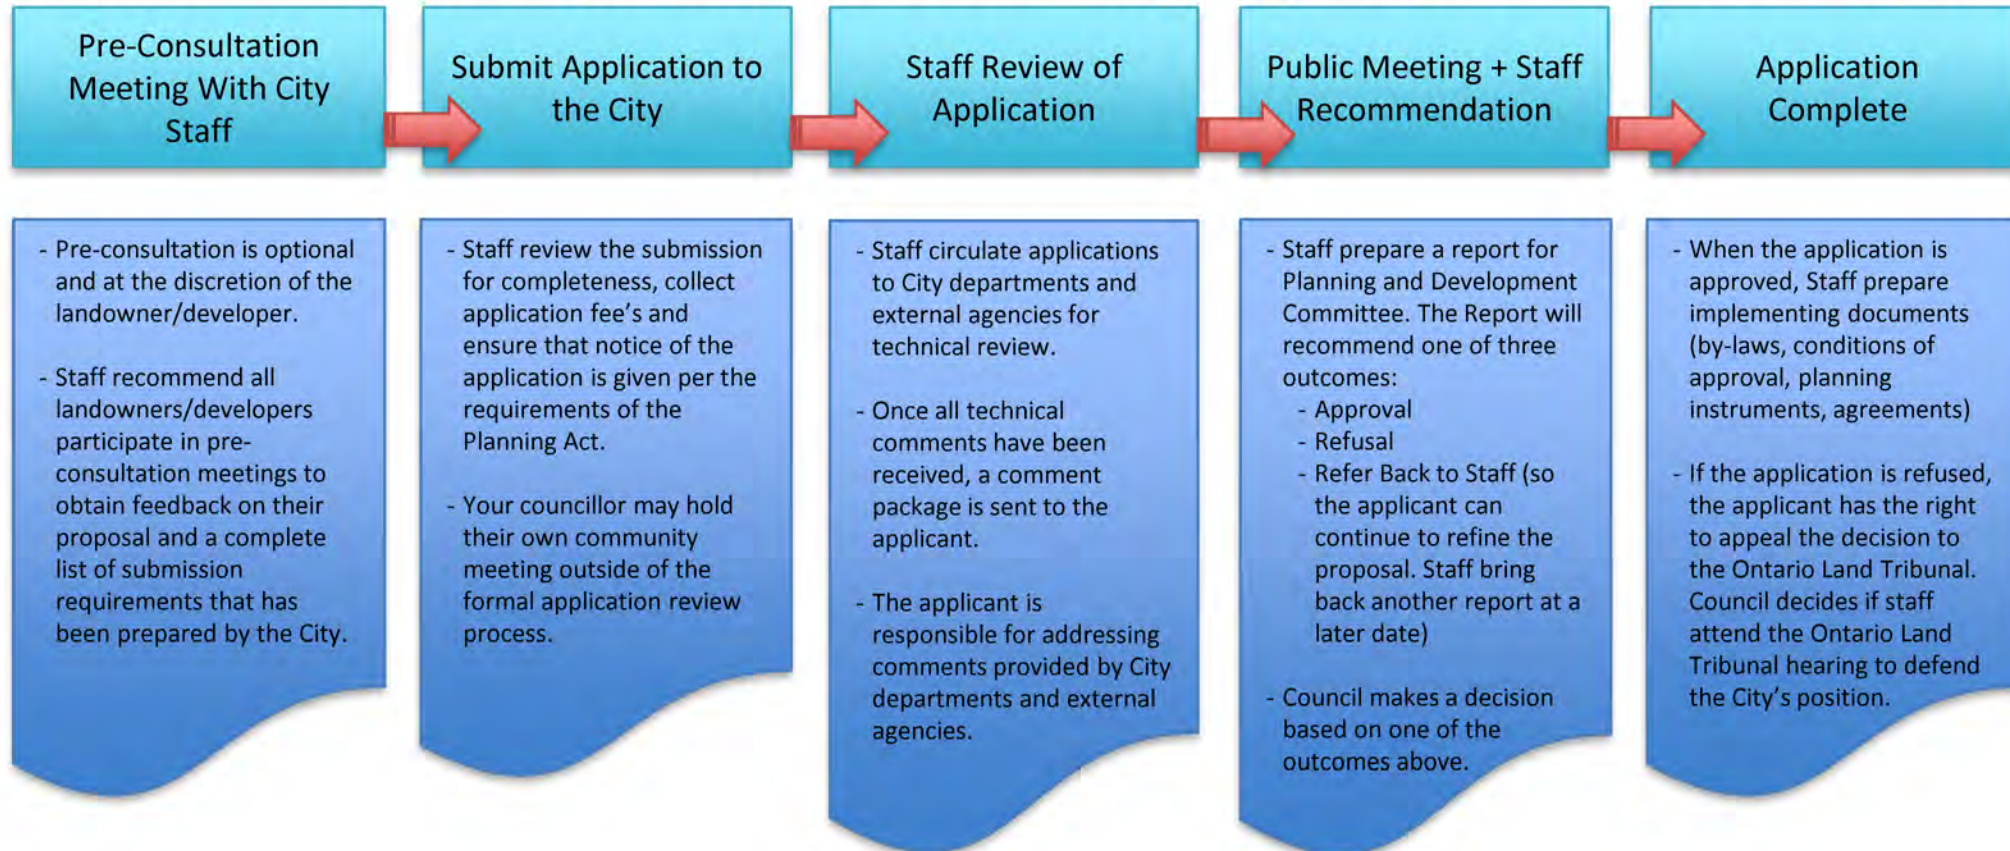 Pre-Consultation
Meeting With City
Staff
Submit Application to
the City
Staff Review of
Application
Public Meeting + Staff
Recommendation
Application
Complete
- Pre-consultation is optional
and at the discretion of the
landowner/developer.
- Staff recommend all
landowners/developers
participate in pre-
consultation meetings to
obtain feedback on their
proposal and a complete
list of submission
requirements that has
been prepared by the City.
- Staff review the submission
for completeness, collect
application fee's and
ensure that notice of the
application is given per the
requirements of the
Planning Act.
- Your councillor may hold
their own community
meeting outside of the
formal application review
process.
- Staff circulate applications
to City departments and
external agencies for
technical review.
- Once all technical
comments have been
received, a comment
package is sent to the
applicant.
- The applicant is
responsible for addressing
comments provided by City
departments and external
agencies.
- Staff prepare a report for
Planning and Development
Committee. The Report will
recommend one of three
outcomes:
- Approval
- Refusal
- Refer Back to Staff (so
the applicant can
continue to refine the
proposal. Staff bring
back another report at a
later date)
- Council makes a decision
based on one of the
outcomes above.
- When the application is
approved, Staff prepare
implementing documents
(by-laws, conditions of
approval, planning
instruments, agreements)
- If the application is refused,
the applicant has the right
to appeal the decision to
the Ontario Land Tribunal.
Council decides if staff
attend the Ontario Land
Tribunal hearing to defend
the City's position.